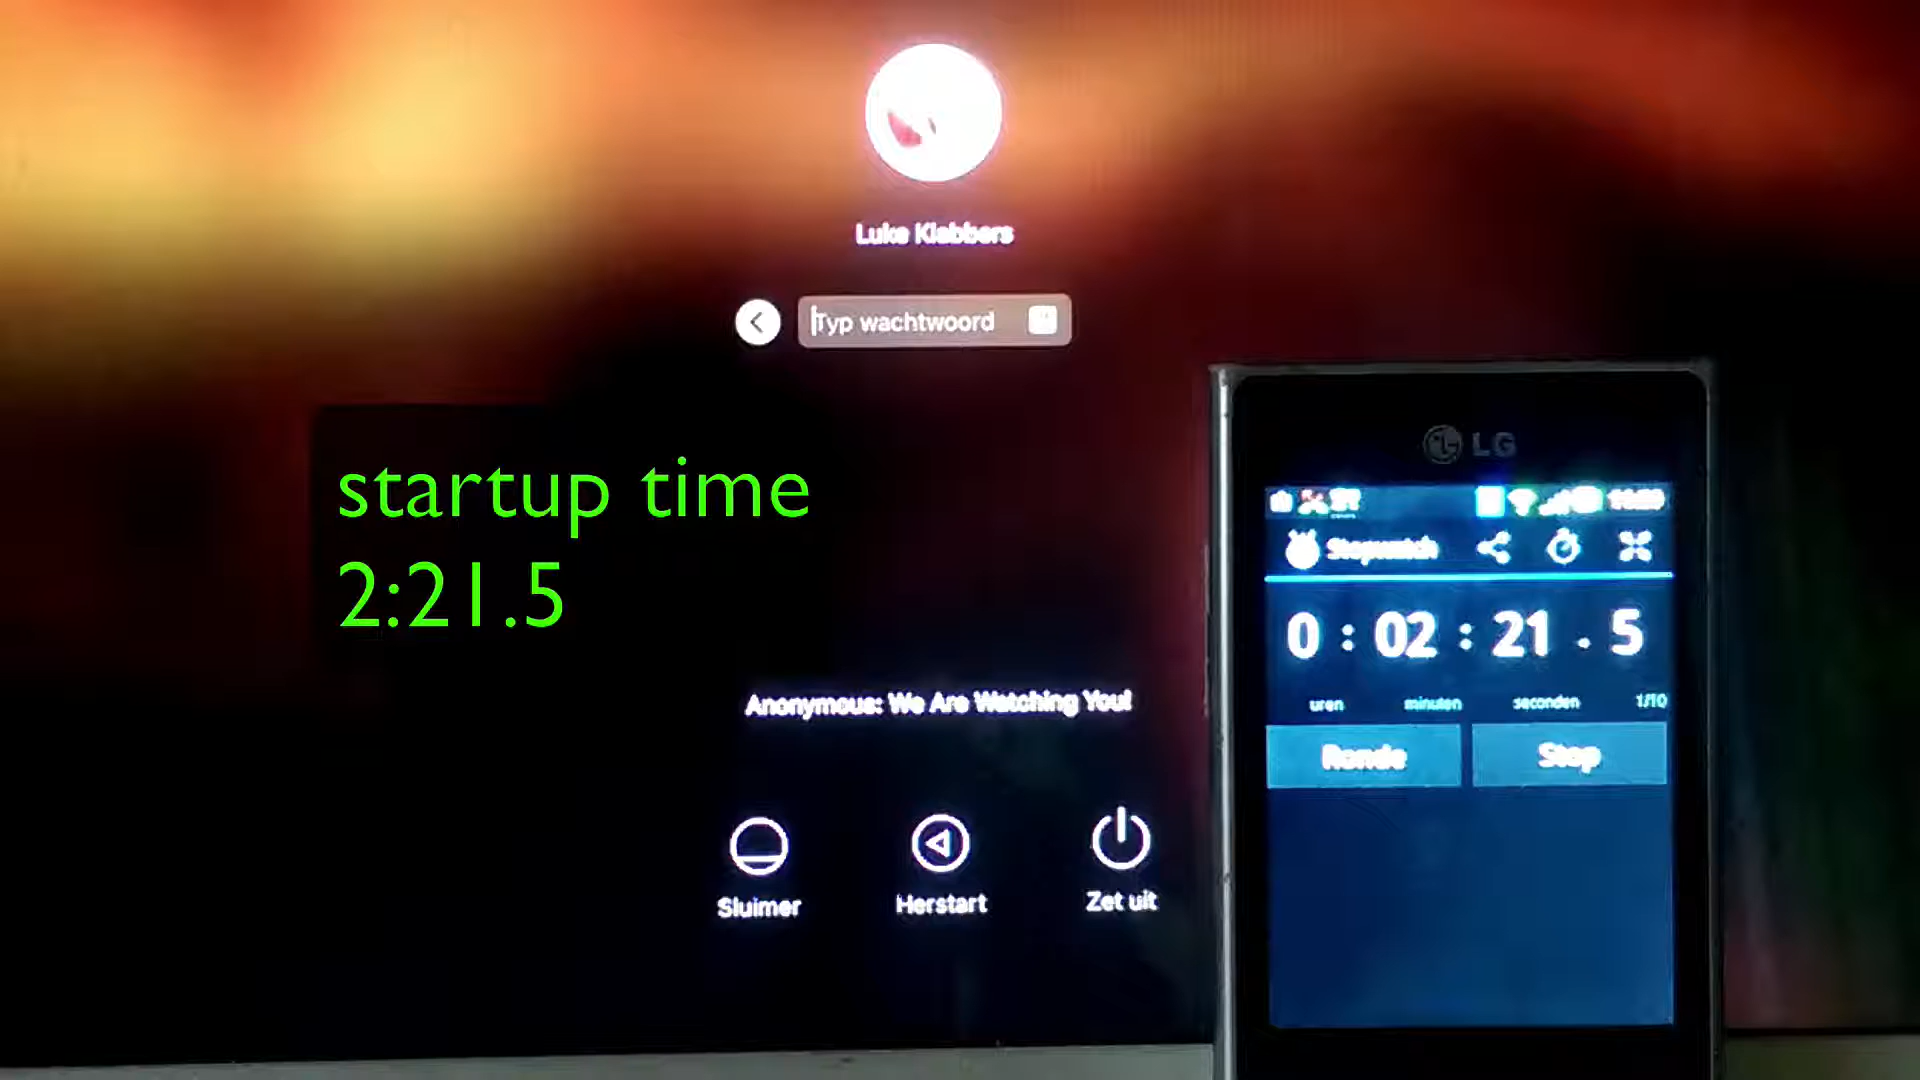 Luke Klabbers
Typ wachtwoord
startup time
2:21.5
Anonymous: We Are Watching You!
Sluimer
Herstart
Zet uit
LG
Stopwatch
0 : 02 : 21 . 5
uren minuten seconden 1/10
Ronde Stop